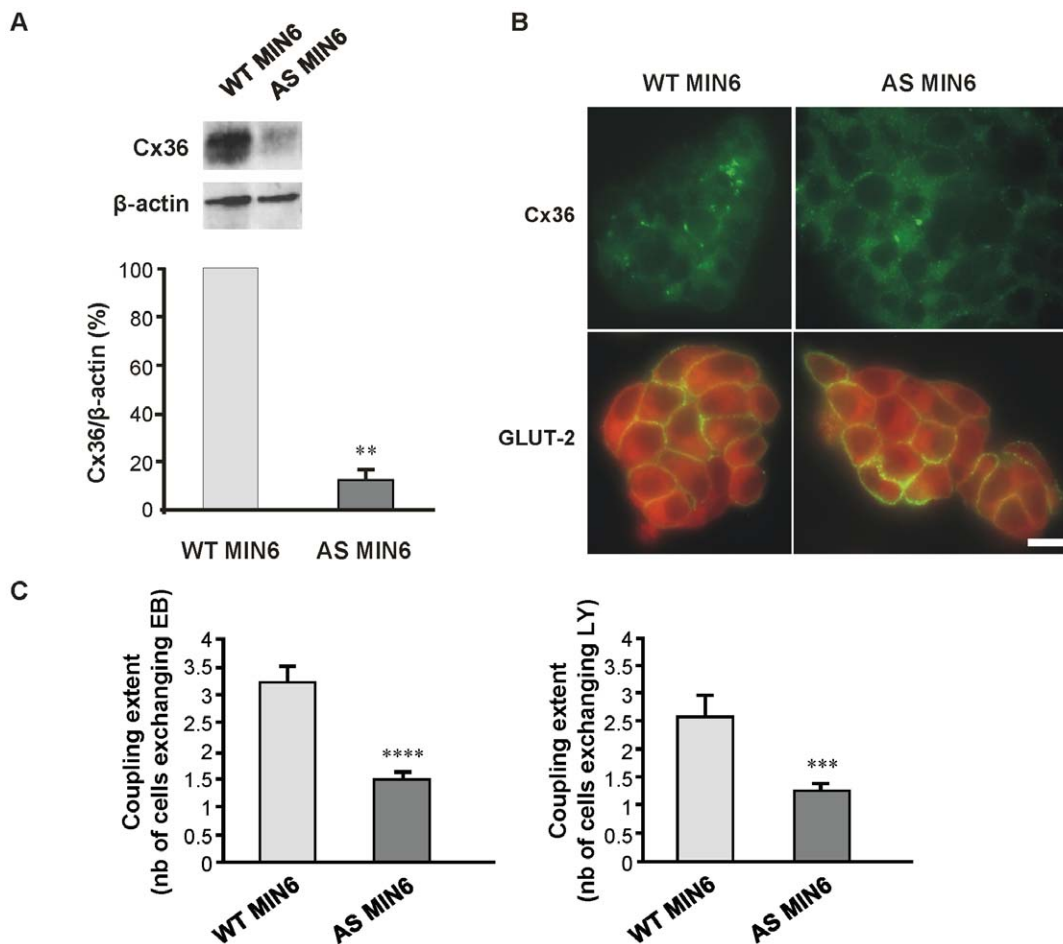 A
WT MIN6
AS MIN6
Cx36
β-actin
Cx36/β-actin (%)
100
80
60
40
20
0
**
WT MIN6
AS MIN6
B
WT MIN6
AS MIN6
Cx36
GLUT-2
C
Coupling extent
(nb of cells exchanging EB)
4
3.5
3
2.5
2
1.5
1
0.5
0
****
WT MIN6
AS MIN6
Coupling extent
(nb of cells exchanging LY)
4
3.5
3
2.5
2
1.5
1
0.5
0
***
WT MIN6
AS MIN6